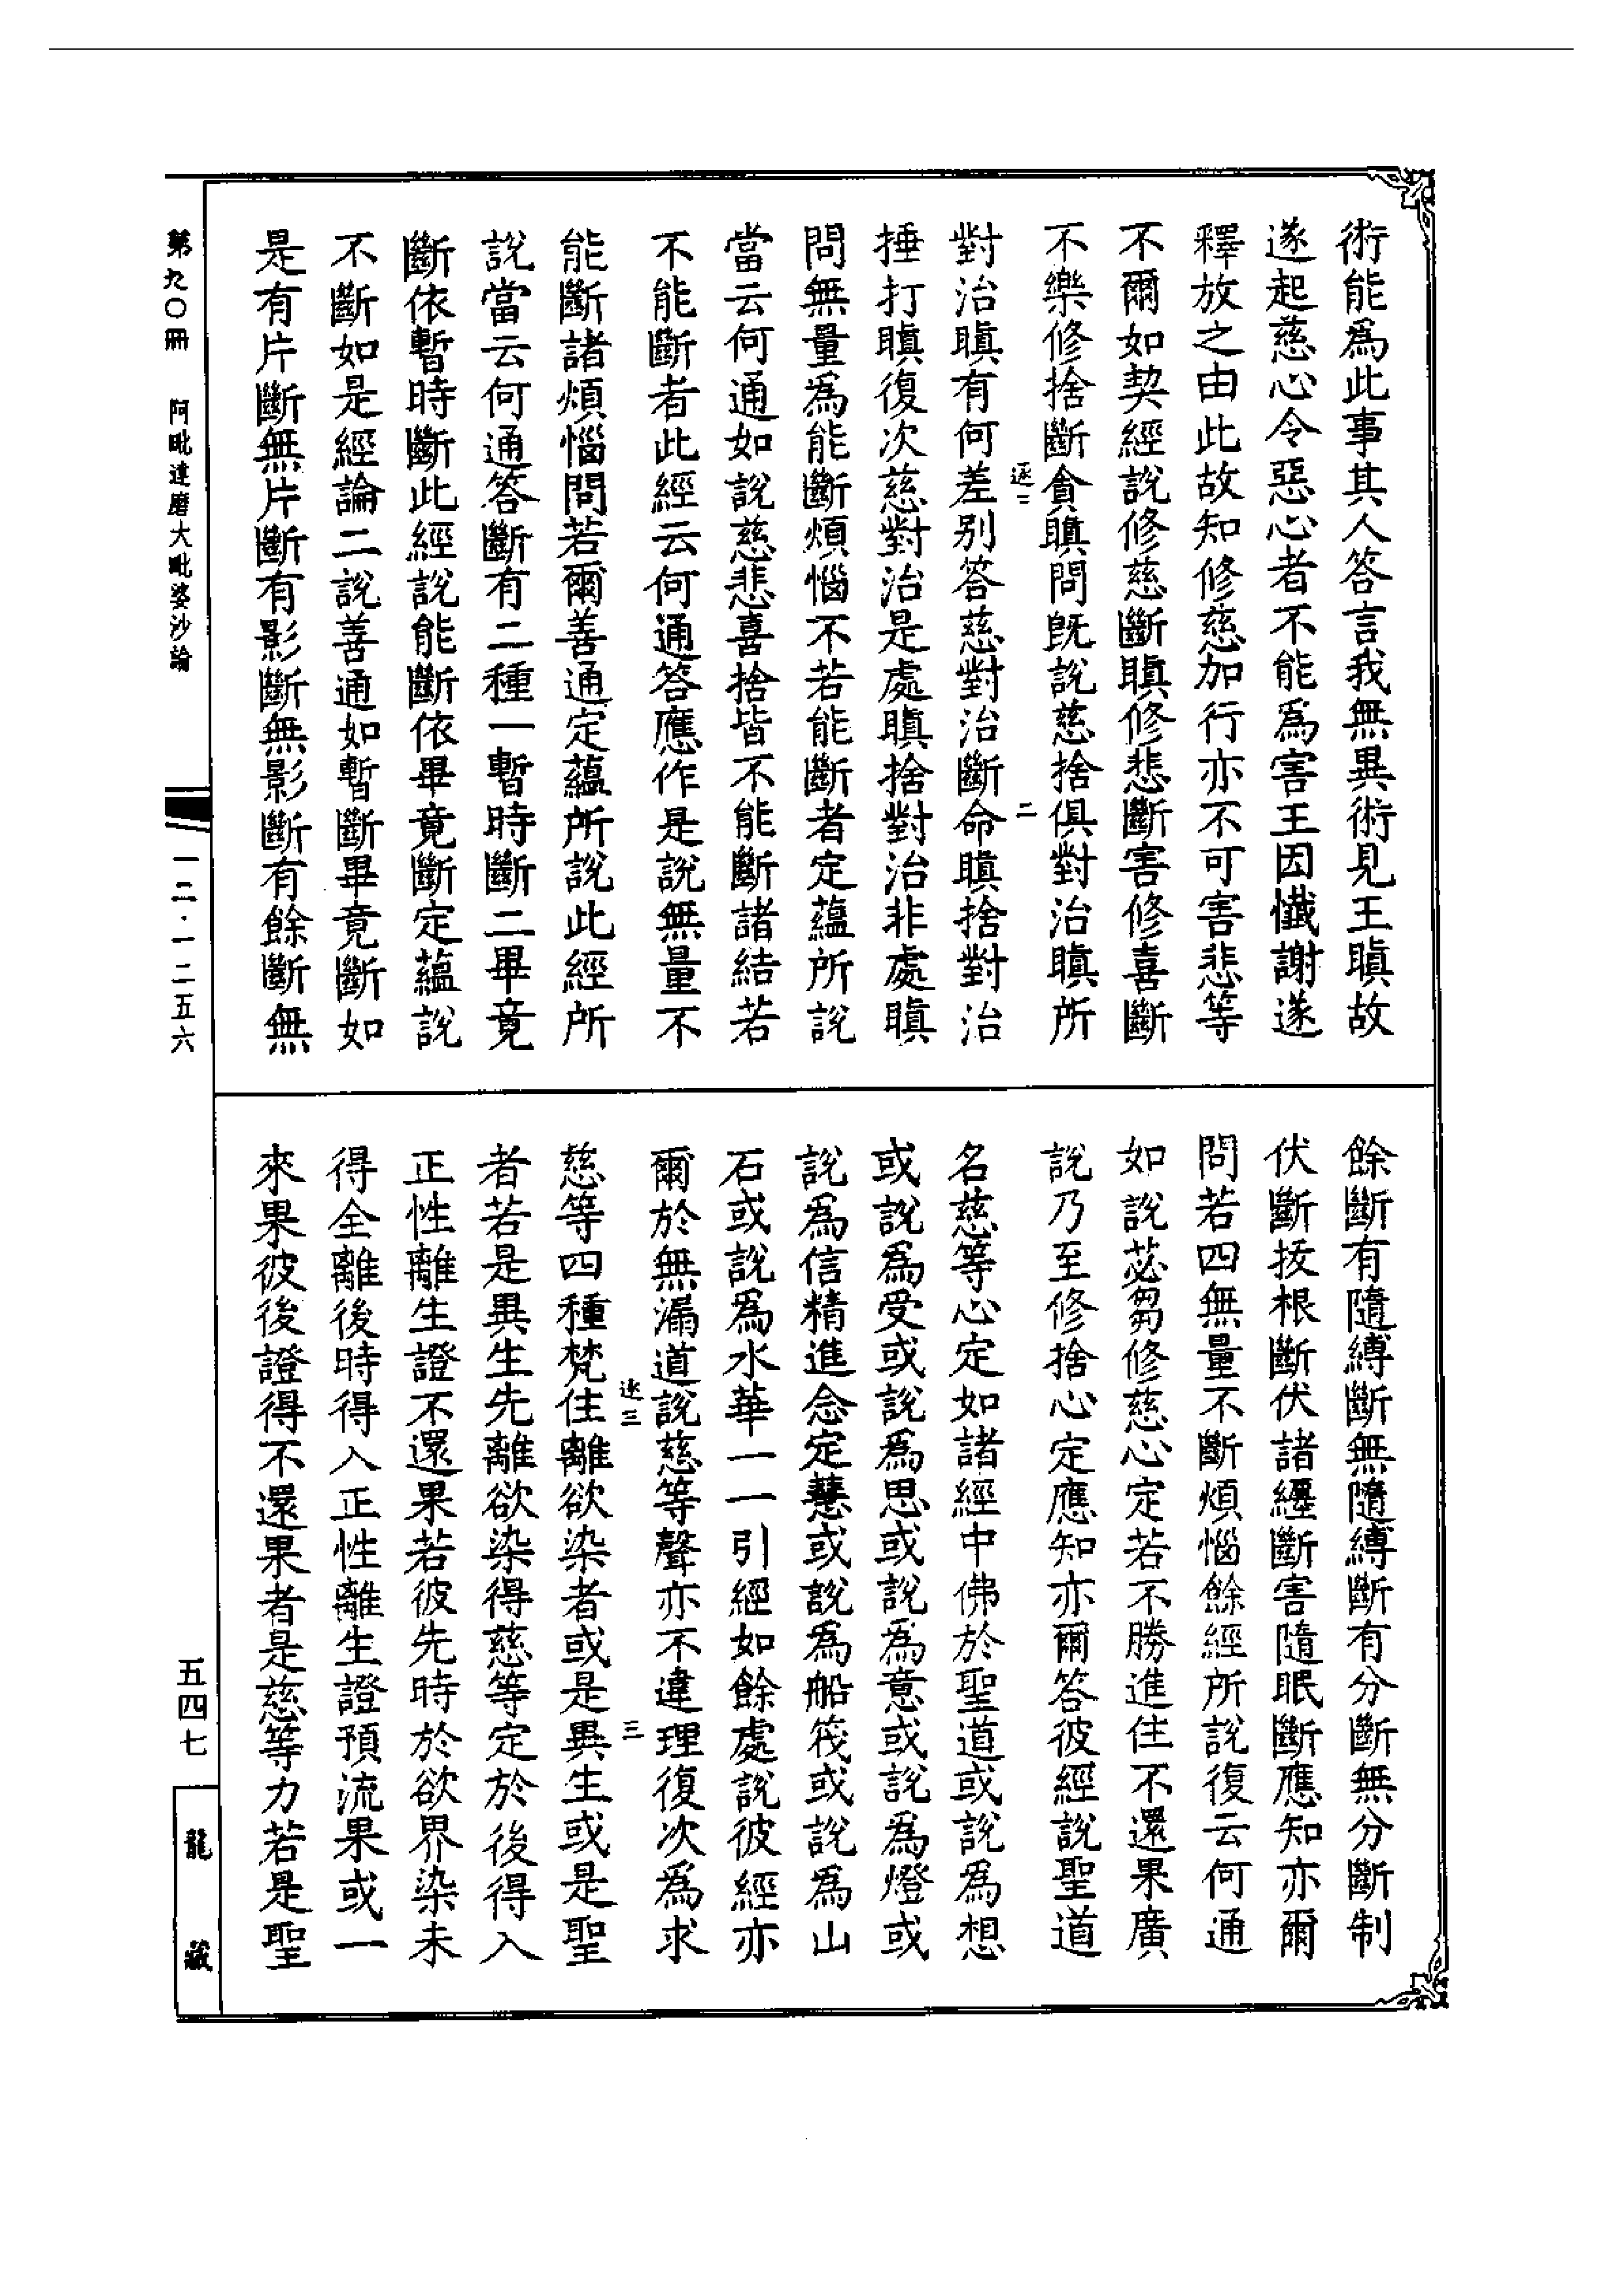 術能為此事其人答言我無異術見王瞋故
遂起慈心令惡心者不能為害王因懺謝遂
釋放之由此故知修慈加行亦不可害悲等
不爾如契經說修慈斷瞋修悲斷害修喜斷
不樂修捨斷貪瞋問既說慈捨俱對治瞋所
對治瞋有何差別答慈對治斷命瞋捨對治
捶打瞋復次慈對治是處瞋捨對治非處瞋
問無量為能斷煩惱不若能斷者定蘊所說
當云何通如說慈悲喜捨皆不能斷諸結若
不能斷者此經云何通答應作是說無量不
能斷諸煩惱問若爾善通定蘊所說此經所
說當云何通答斷有二種一暫時斷二畢竟
斷依暫時斷此經說能斷依畢竟斷定蘊說
不斷如是經論二說善通如暫斷畢竟斷如
是有片斷無片斷有影斷無影斷有餘斷無
餘斷有隨縛斷無隨縛斷有分斷無分斷制
伏斷拔根斷伏諸纏斷害隨眠斷應知亦爾
問若四無量不斷煩惱餘經所說復云何通
如說苾芻修慈心定若不勝進住不還果廣
說乃至修捨心定應知亦爾答彼經說聖道
名慈等心定如諸經中佛於聖道或說為想
或說為受或說為思或說為意或說為燈或
說為信精進念定慧或說為船筏或說為山
石或說為水華一一引經如餘處說彼經亦
爾於無漏道說慈等聲亦不違理復次為求
慈等四種梵住離欲染者或是異生或是聖
者若是異生先離欲染得慈等定於後得入
正性離生證不還果若彼先時於欲界染未
得全離後時得入正性離生證預流果或一
來果彼後證得不還果者是慈等力若是聖
第九〇冊 阿毗達磨大毗婆沙論
一二·一二五六
五四七
龍藏